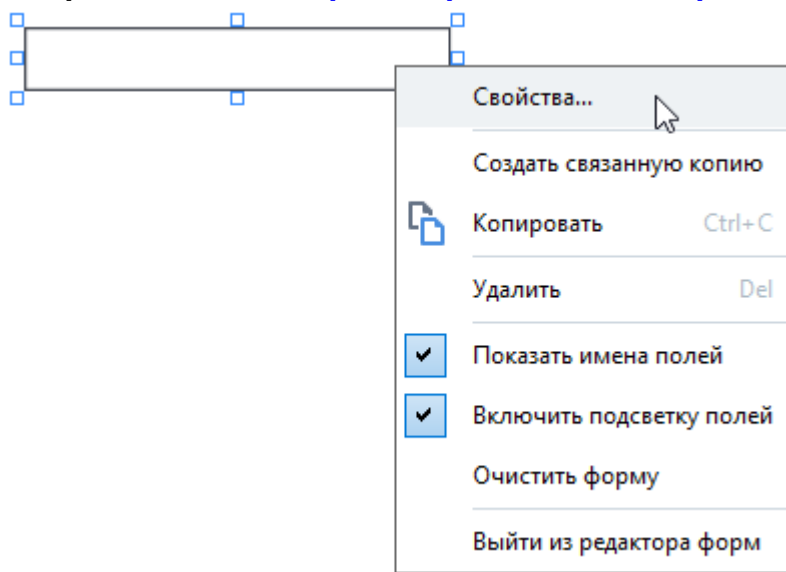 Свойства...
Создать связанную копию
Копировать Ctrl+C
Удалить Del
Показать имена полей
Включить подсветку полей
Очистить форму
Выйти из редактора форм